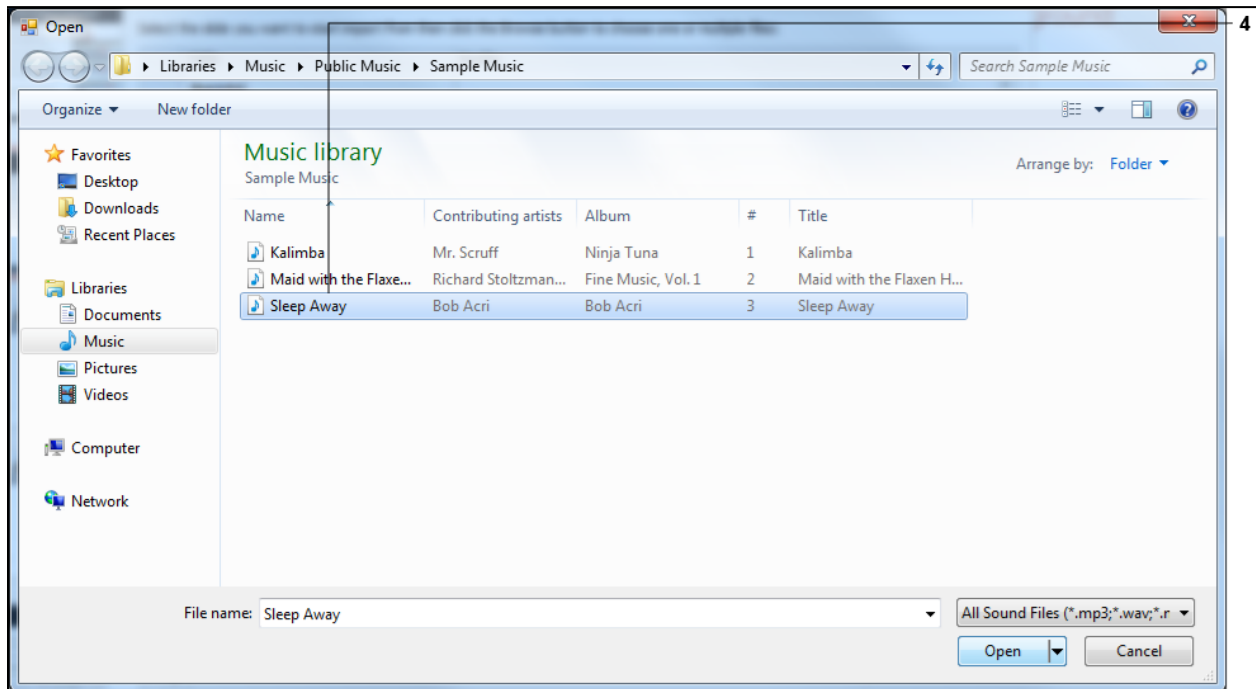 Open
4
Libraries Music Public Music Sample Music
Search Sample Music
Organize New folder
Music library
Sample Music
Arrange by: Folder
Favorites
Desktop
Downloads
Recent Places
Libraries
Documents
Music
Pictures
Videos
Computer
Network
Name Contributing artists Album # Title
Kalimba Mr. Scruff Ninja Tuna 1 Kalimba
Maid with the Flaxe... Richard Stoltzman... Fine Music, Vol. 1 2 Maid with the Flaxen H...
Sleep Away Bob Acri Bob Acri 3 Sleep Away
File name: Sleep Away
All Sound Files (*.mp3;*.wav;*.r
Open Cancel